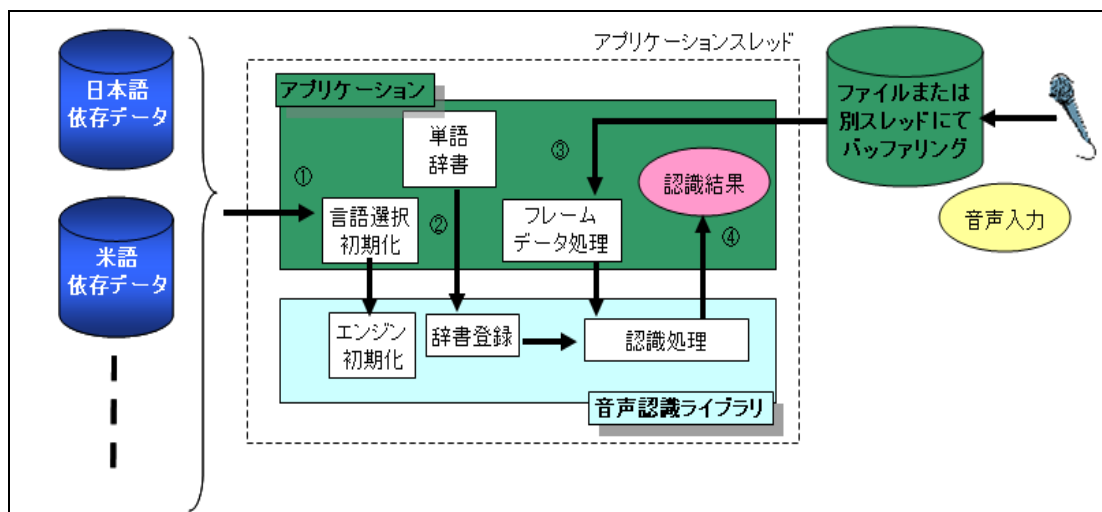 アプリケーションスレッド
日本語
依存データ
米語
依存データ
アプリケーション
単語
辞書
①
言語選択
初期化
②
③
フレーム
データ処理
認識結果
④
エンジン
初期化
辞書登録
認識処理
音声認識ライブラリ
ファイルまたは
別スレッドにて
バッファリング
音声入力